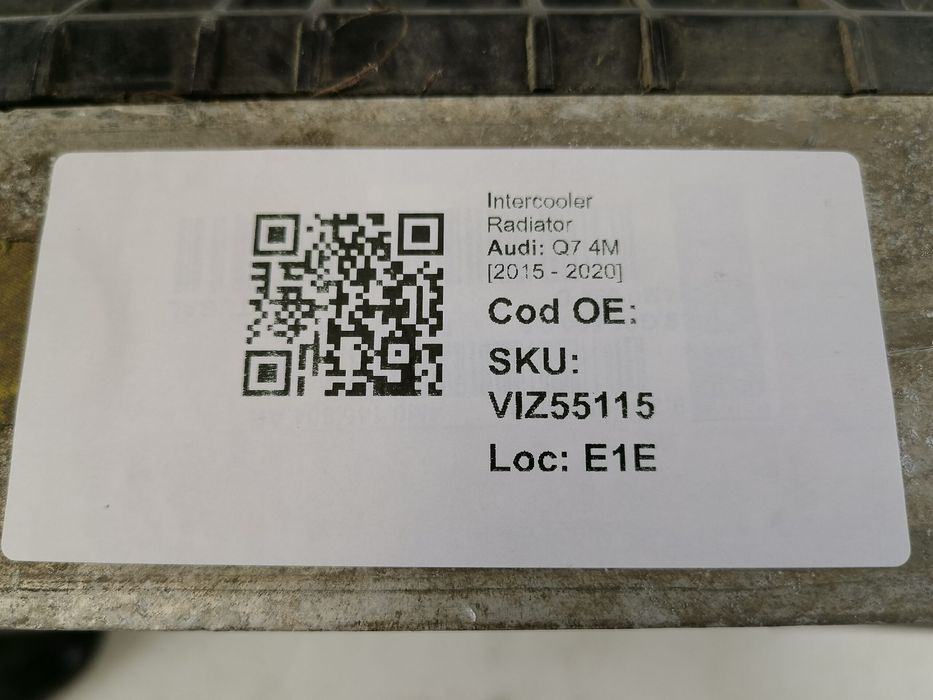 Intercooler
Radiator
Audi: Q7 4M
[2015 - 2020]
Cod OE:
SKU:
VIZ55115
Loc: E1E